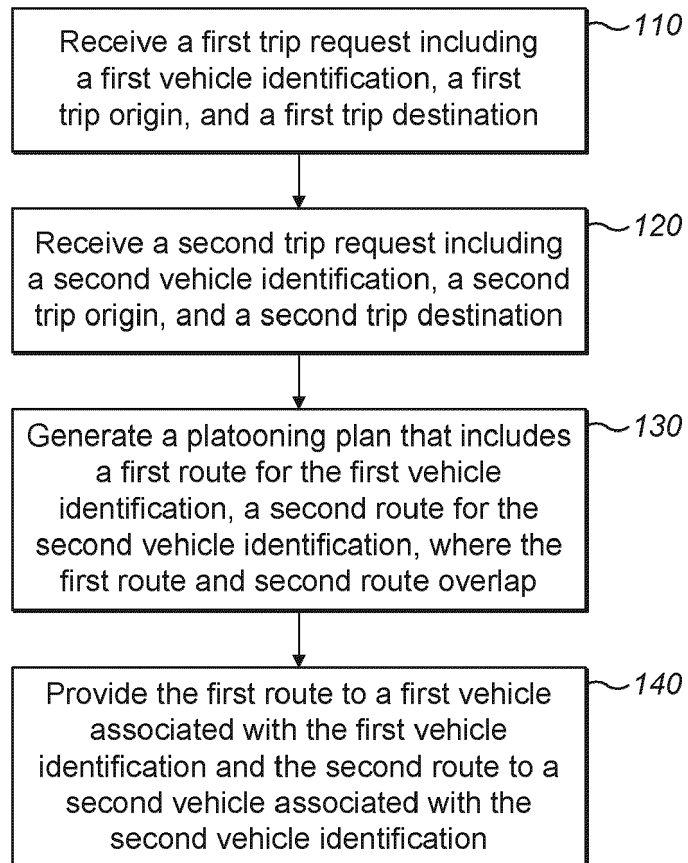 Receive a first trip request including
a first vehicle identification, a first
trip origin, and a first trip destination
110
Receive a second trip request including
a second vehicle identification, a second
trip origin, and a second trip destination
120
Generate a platooning plan that includes
a first route for the first vehicle
identification, a second route for the
second vehicle identification, where the
first route and second route overlap
130
Provide the first route to a first vehicle
associated with the first vehicle
identification and the second route to a
second vehicle associated with the
second vehicle identification
140